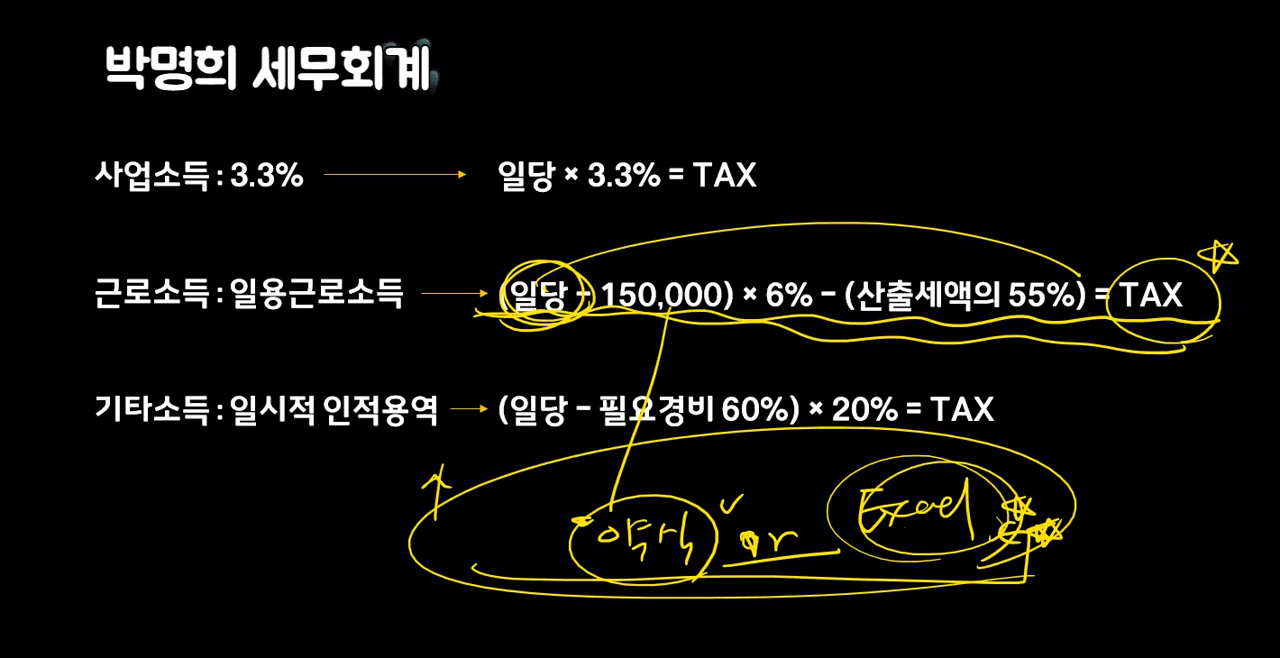 박명희 세무회계
사업소득 : 3.3% 일당 × 3.3% = TAX
근로소득 : 일용근로소득 (일당 - 150,000) × 6% - (산출세액의 55%) = TAX
기타소득 : 일시적 인적용역 (일당 - 필요경비 60%) × 20% = TAX
약식 or Excel